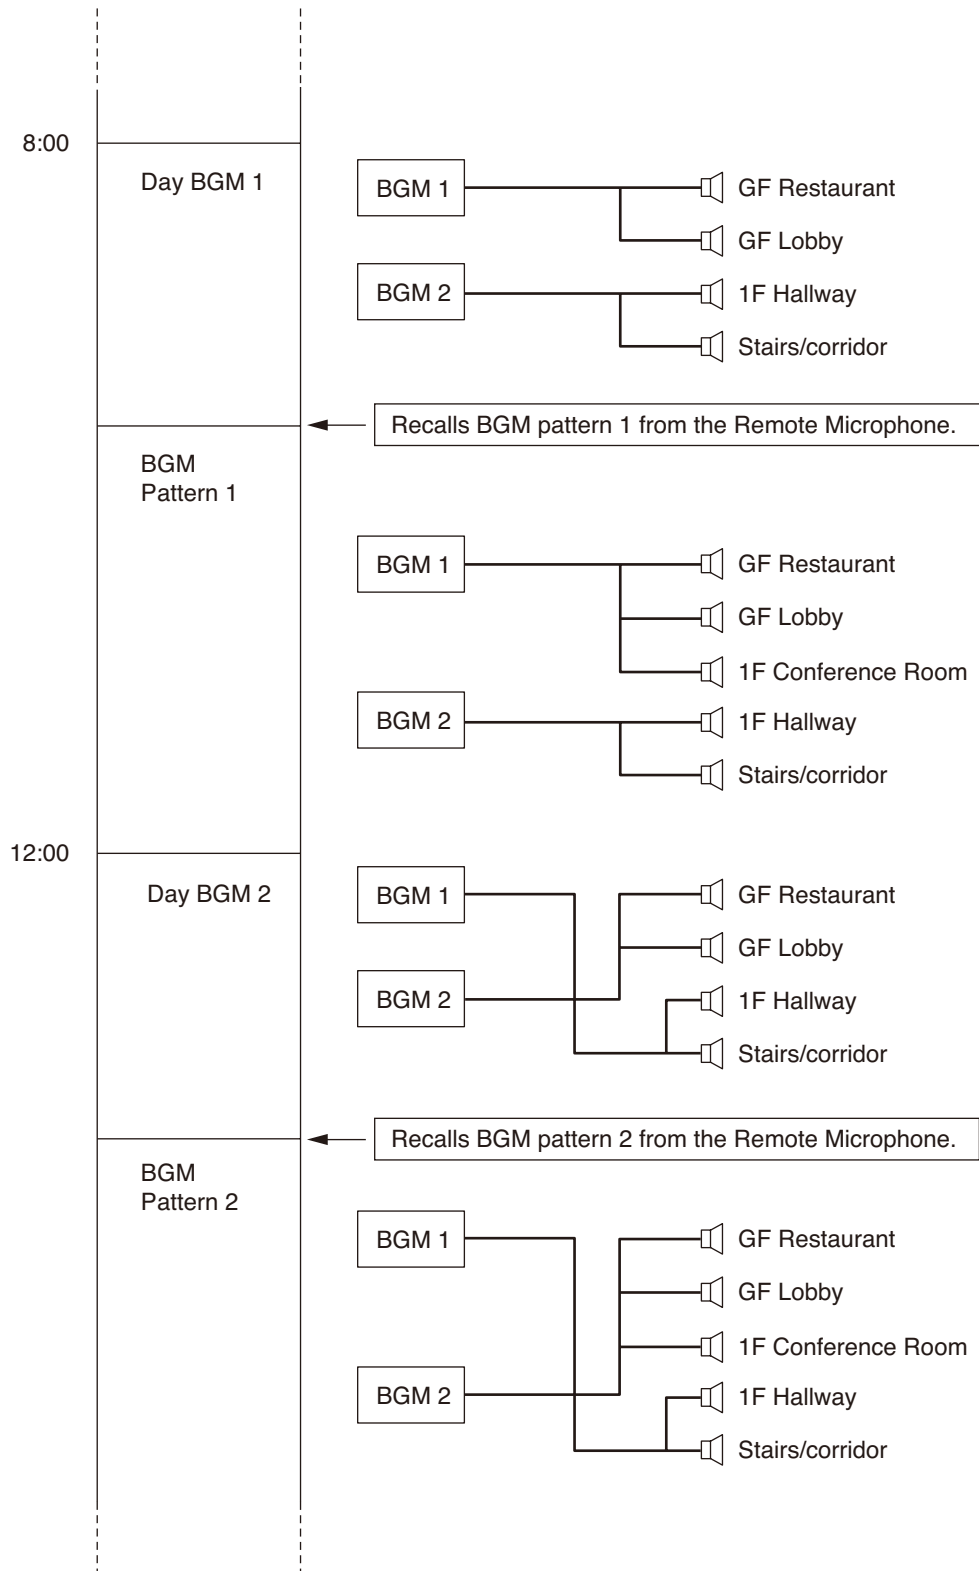 8:00
Day BGM 1
BGM 1
GF Restaurant
GF Lobby
BGM 2
1F Hallway
Stairs/corridor
Recalls BGM pattern 1 from the Remote Microphone.
BGM
Pattern 1
BGM 1
GF Restaurant
GF Lobby
1F Conference Room
BGM 2
1F Hallway
Stairs/corridor
12:00
Day BGM 2
BGM 1
GF Restaurant
GF Lobby
BGM 2
1F Hallway
Stairs/corridor
Recalls BGM pattern 2 from the Remote Microphone.
BGM
Pattern 2
BGM 1
GF Restaurant
GF Lobby
1F Conference Room
BGM 2
1F Hallway
Stairs/corridor